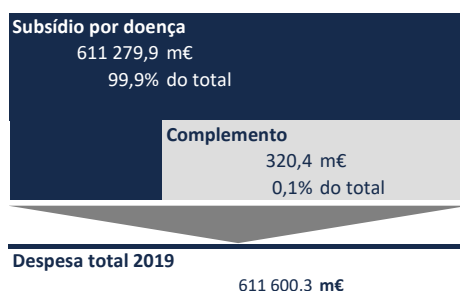 Subsídio por doença
611 279,9 m€
99,9% do total
Complemento
320,4 m€
0,1% do total
Despesa total 2019
611 600,3 m€